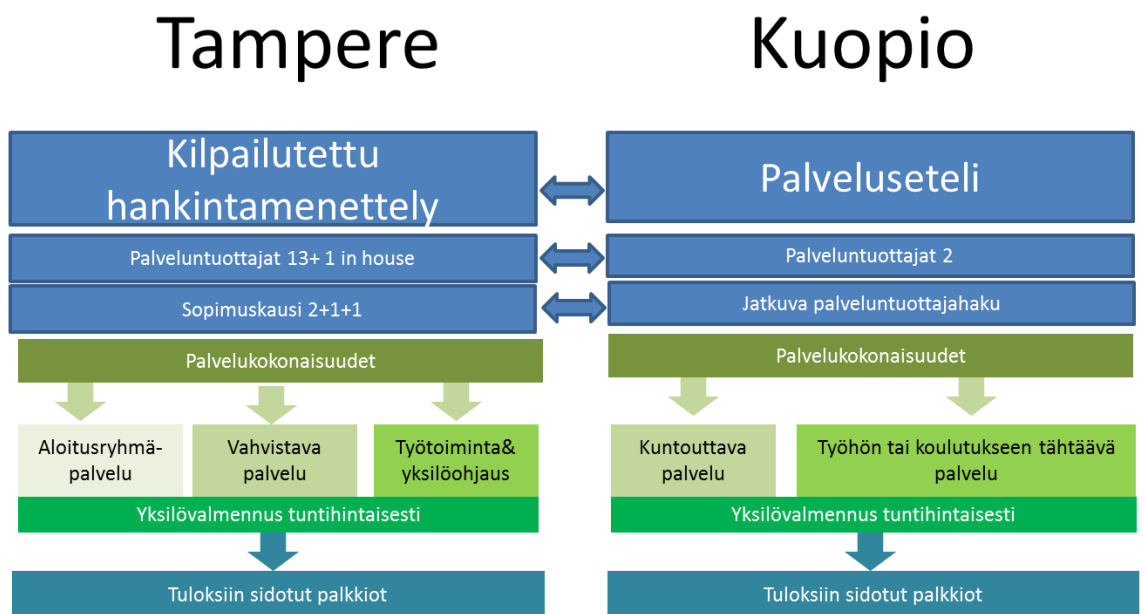 Tampere
Kuopio
Kilpailutettu
hankintamenettely
Palveluseteli
Palveluntuottajat 13+ 1 in house
Palveluntuottajat 2
Sopimuskausi 2+1+1
Jatkuva palveluntuottajahaku
Palvelukokonaisuudet
Palvelukokonaisuudet
Aloitusryhmä-
palvelu
Vahvistava
palvelu
Työtoiminta&
yksilöohjaus
Kuntouttava
palvelu
Työhön tai koulutukseen tähtäävä
palvelu
Yksilövalmennus tuntihintaisesti
Yksilövalmennus tuntihintaisesti
Tuloksiin sidotut palkkiot
Tuloksiin sidotut palkkiot